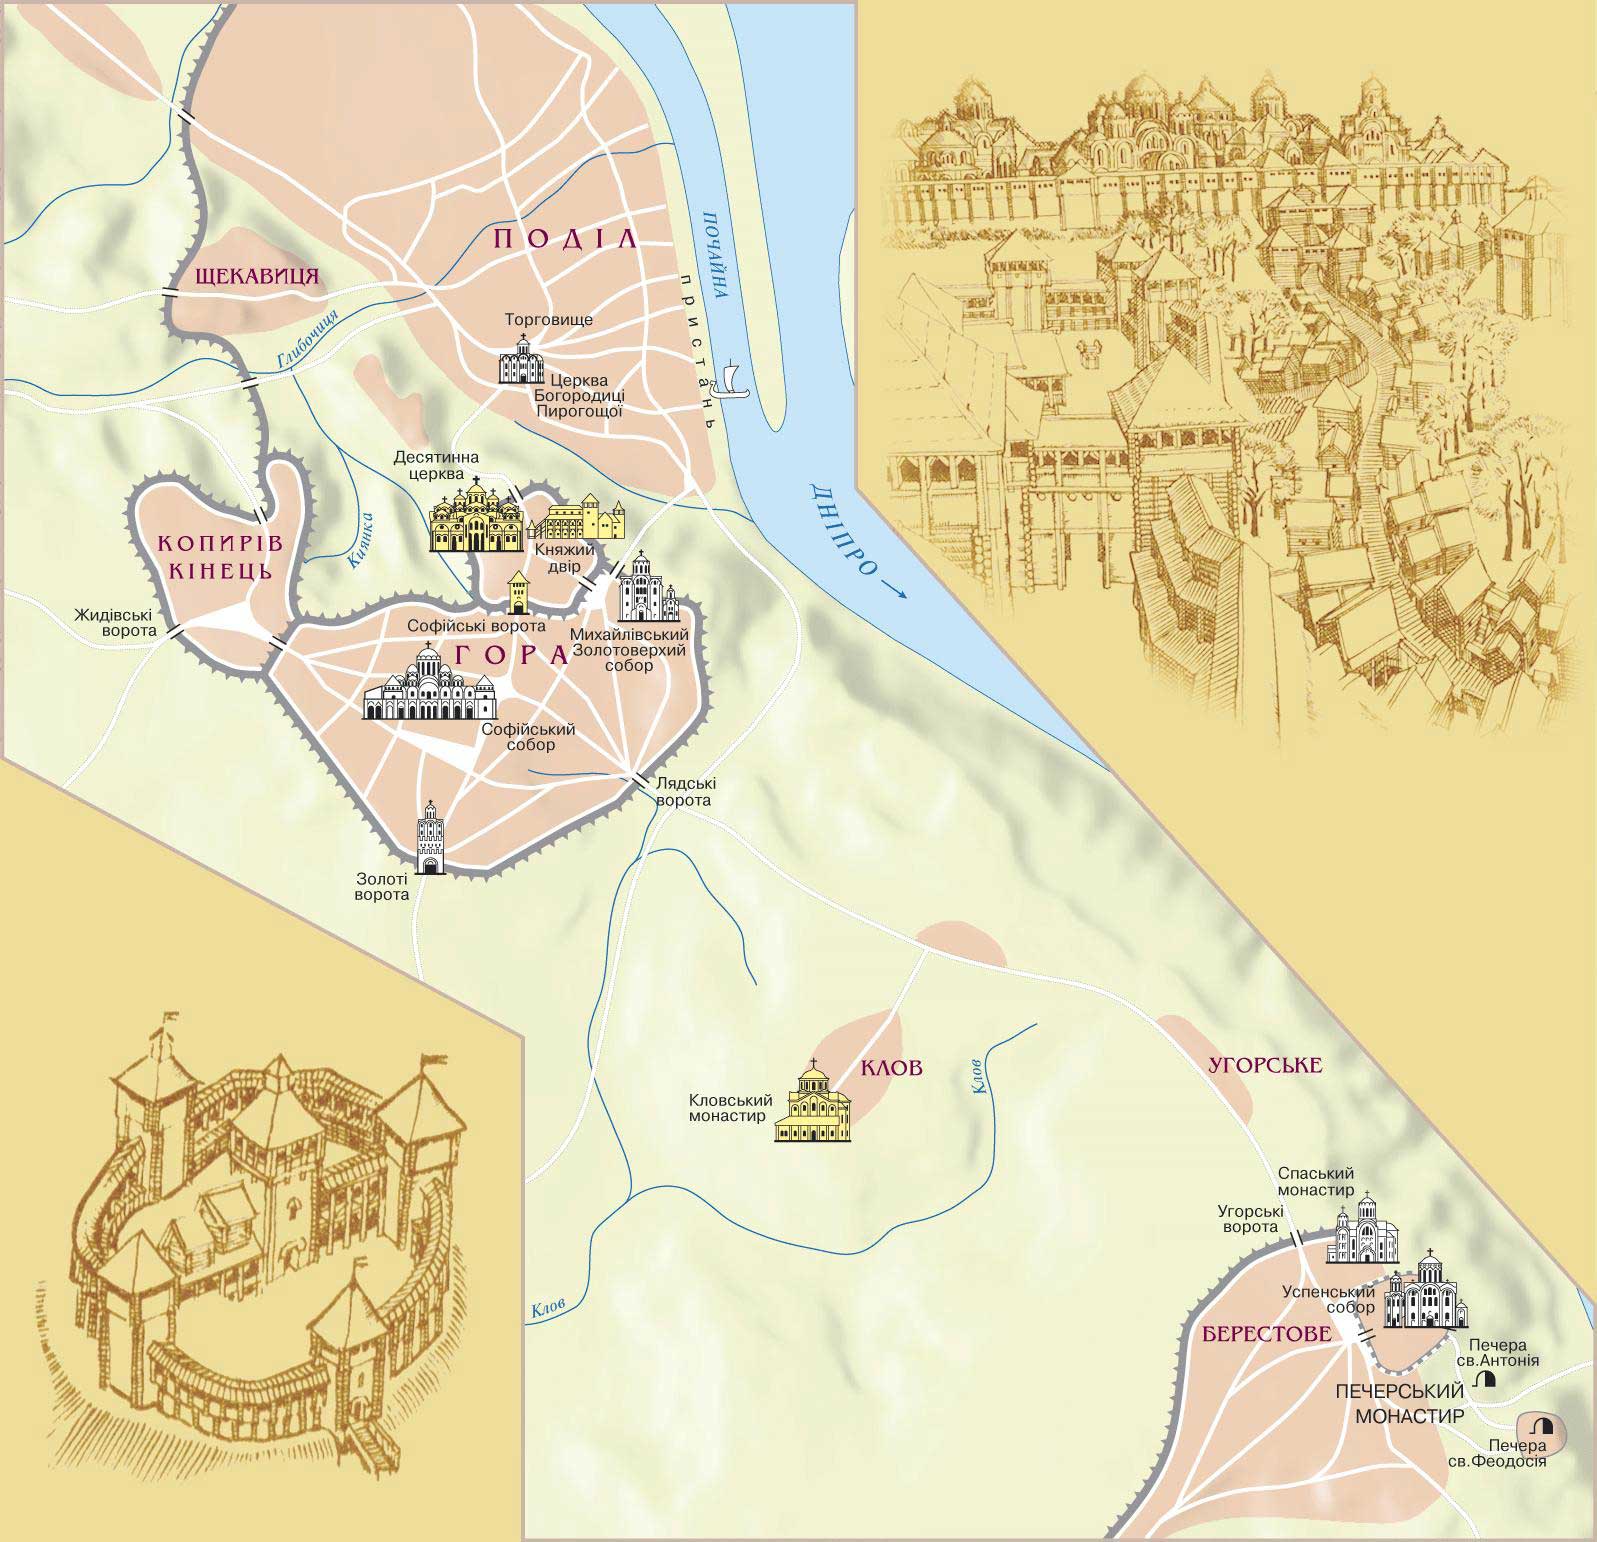 ПОДІЛ
ПОЧАЙНА
ЩЕКАВИЦЯ
пристань
Глибочиця
Торговище
Церква
Богородиці
Пирогощої
Десятинна
церква
ДНІПРО
Киянка
КОПИРІВ
КІНЕЦЬ
Княжий
двір
Жидівські
ворота
Софійські ворота
Михайлівський
Золотоверхий
собор
ГОРА
Софійський
собор
Лядські
ворота
Золоті
ворота
КЛОВ
Клов
УГОРСЬКЕ
Кловський
монастир
Спаський
монастир
Угорські
ворота
Успенський
собор
Клов
БЕРЕСТОВЕ
Печера
св.Антонія
ПЕЧЕРСЬКИЙ
МОНАСТИР
Печера
св.Феодосія